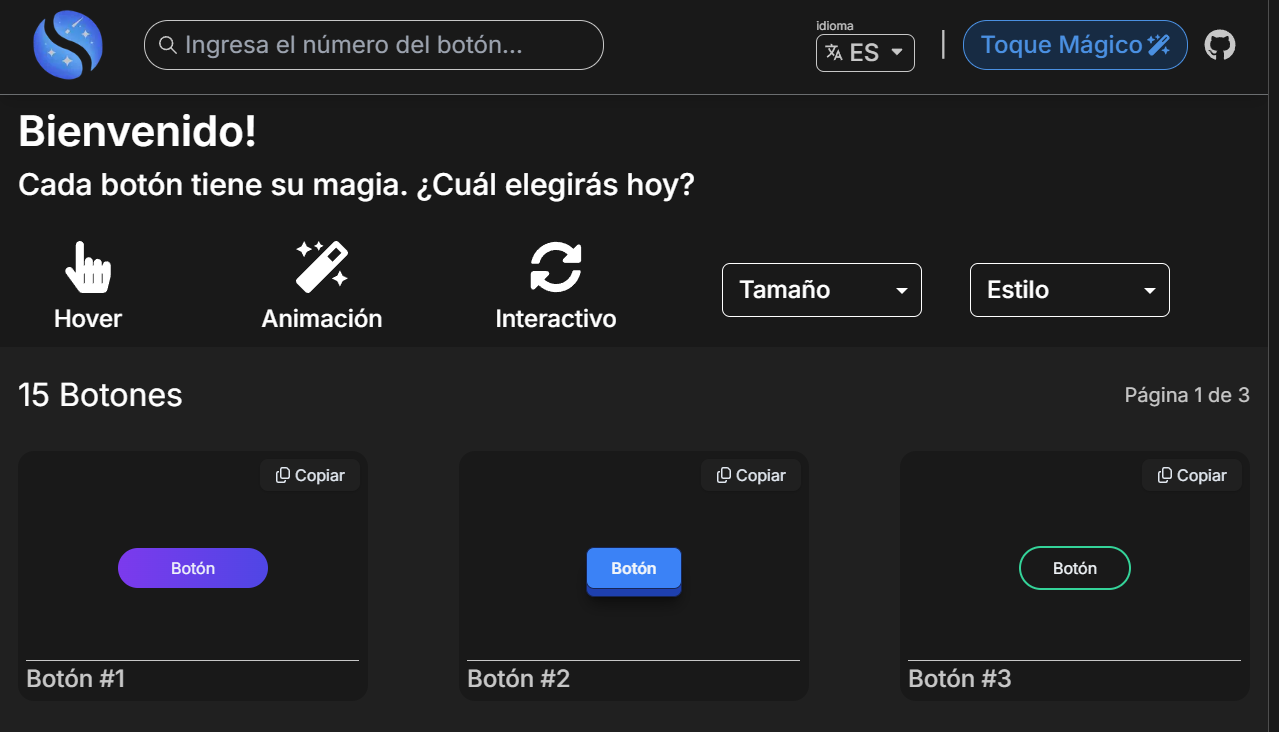 Ingresa el número del botón...
idioma
ES
Toque Mágico
Bienvenido!
Cada botón tiene su magia. ¿Cuál elegirás hoy?
Hover
Animación
Interactivo
Tamaño
Estilo
15 Botones
Página 1 de 3
Copiar
Botón
Botón #1
Copiar
Botón
Botón #2
Copiar
Botón
Botón #3